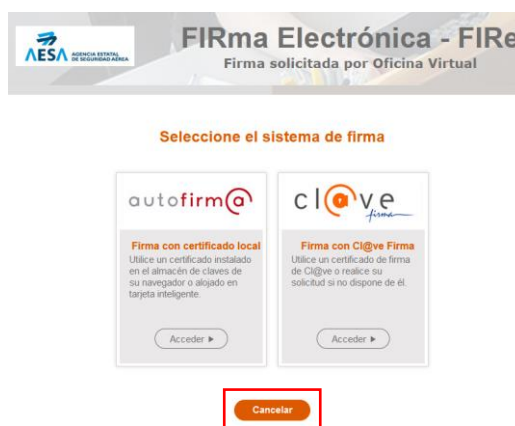 FIRma Electrónica - FIRe
AESA AGENCIA ESTATAL
DE SEGURIDAD AÉREA
Firma solicitada por Oficina Virtual
Seleccione el sistema de firma
autofirm@
cl@ve
firma
Firma con certificado local
Utilice un certificado instalado
en el almacén de claves de
su navegador o alojado en
tarjeta inteligente.
Acceder
Firma con Cl@ve Firma
Utilice un certificado de firma
de Cl@ve o realice su
solicitud si no dispone de él.
Acceder
Cancelar